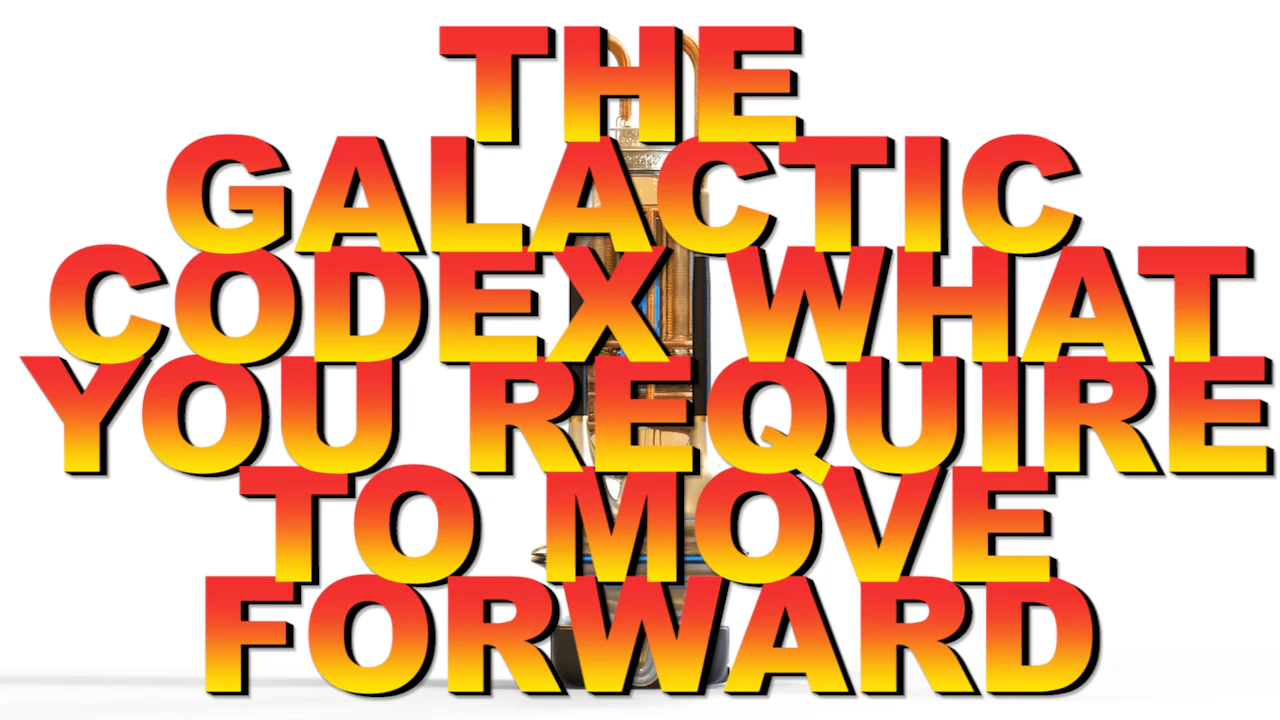 THE
GALACTIC
CODEX WHAT
YOU REQUIRE
TO MOVE
FORWARD